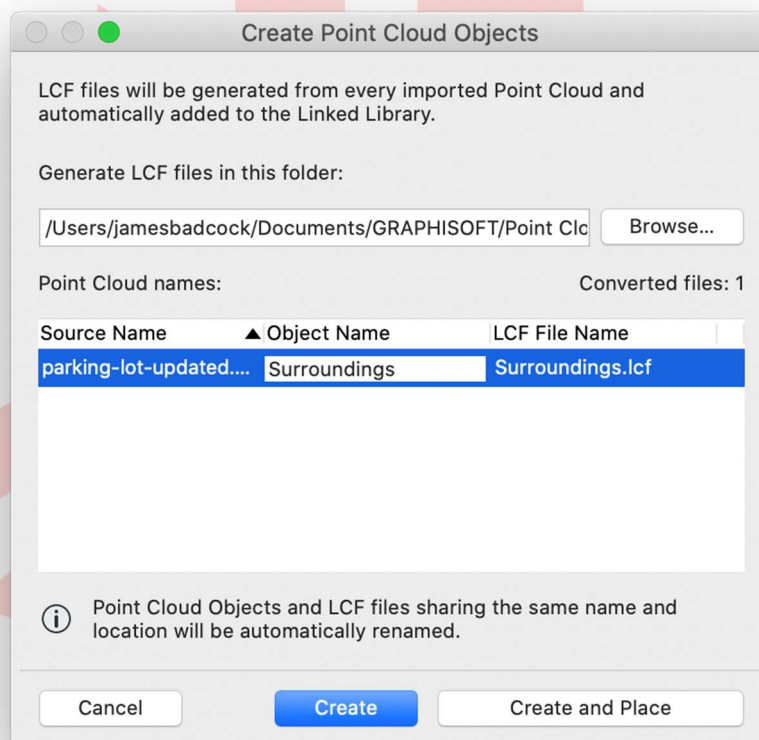 Create Point Cloud Objects
LCF files will be generated from every imported Point Cloud and
automatically added to the Linked Library.
Generate LCF files in this folder:
/Users/jamesbadcock/Documents/GRAPHISOFT/Point Clo
Browse...
Point Cloud names:
Converted files: 1
Source Name ▲ Object Name LCF File Name
parking-lot-updated.... Surroundings Surroundings.lcf
Point Cloud Objects and LCF files sharing the same name and
location will be automatically renamed.
Cancel Create Create and Place